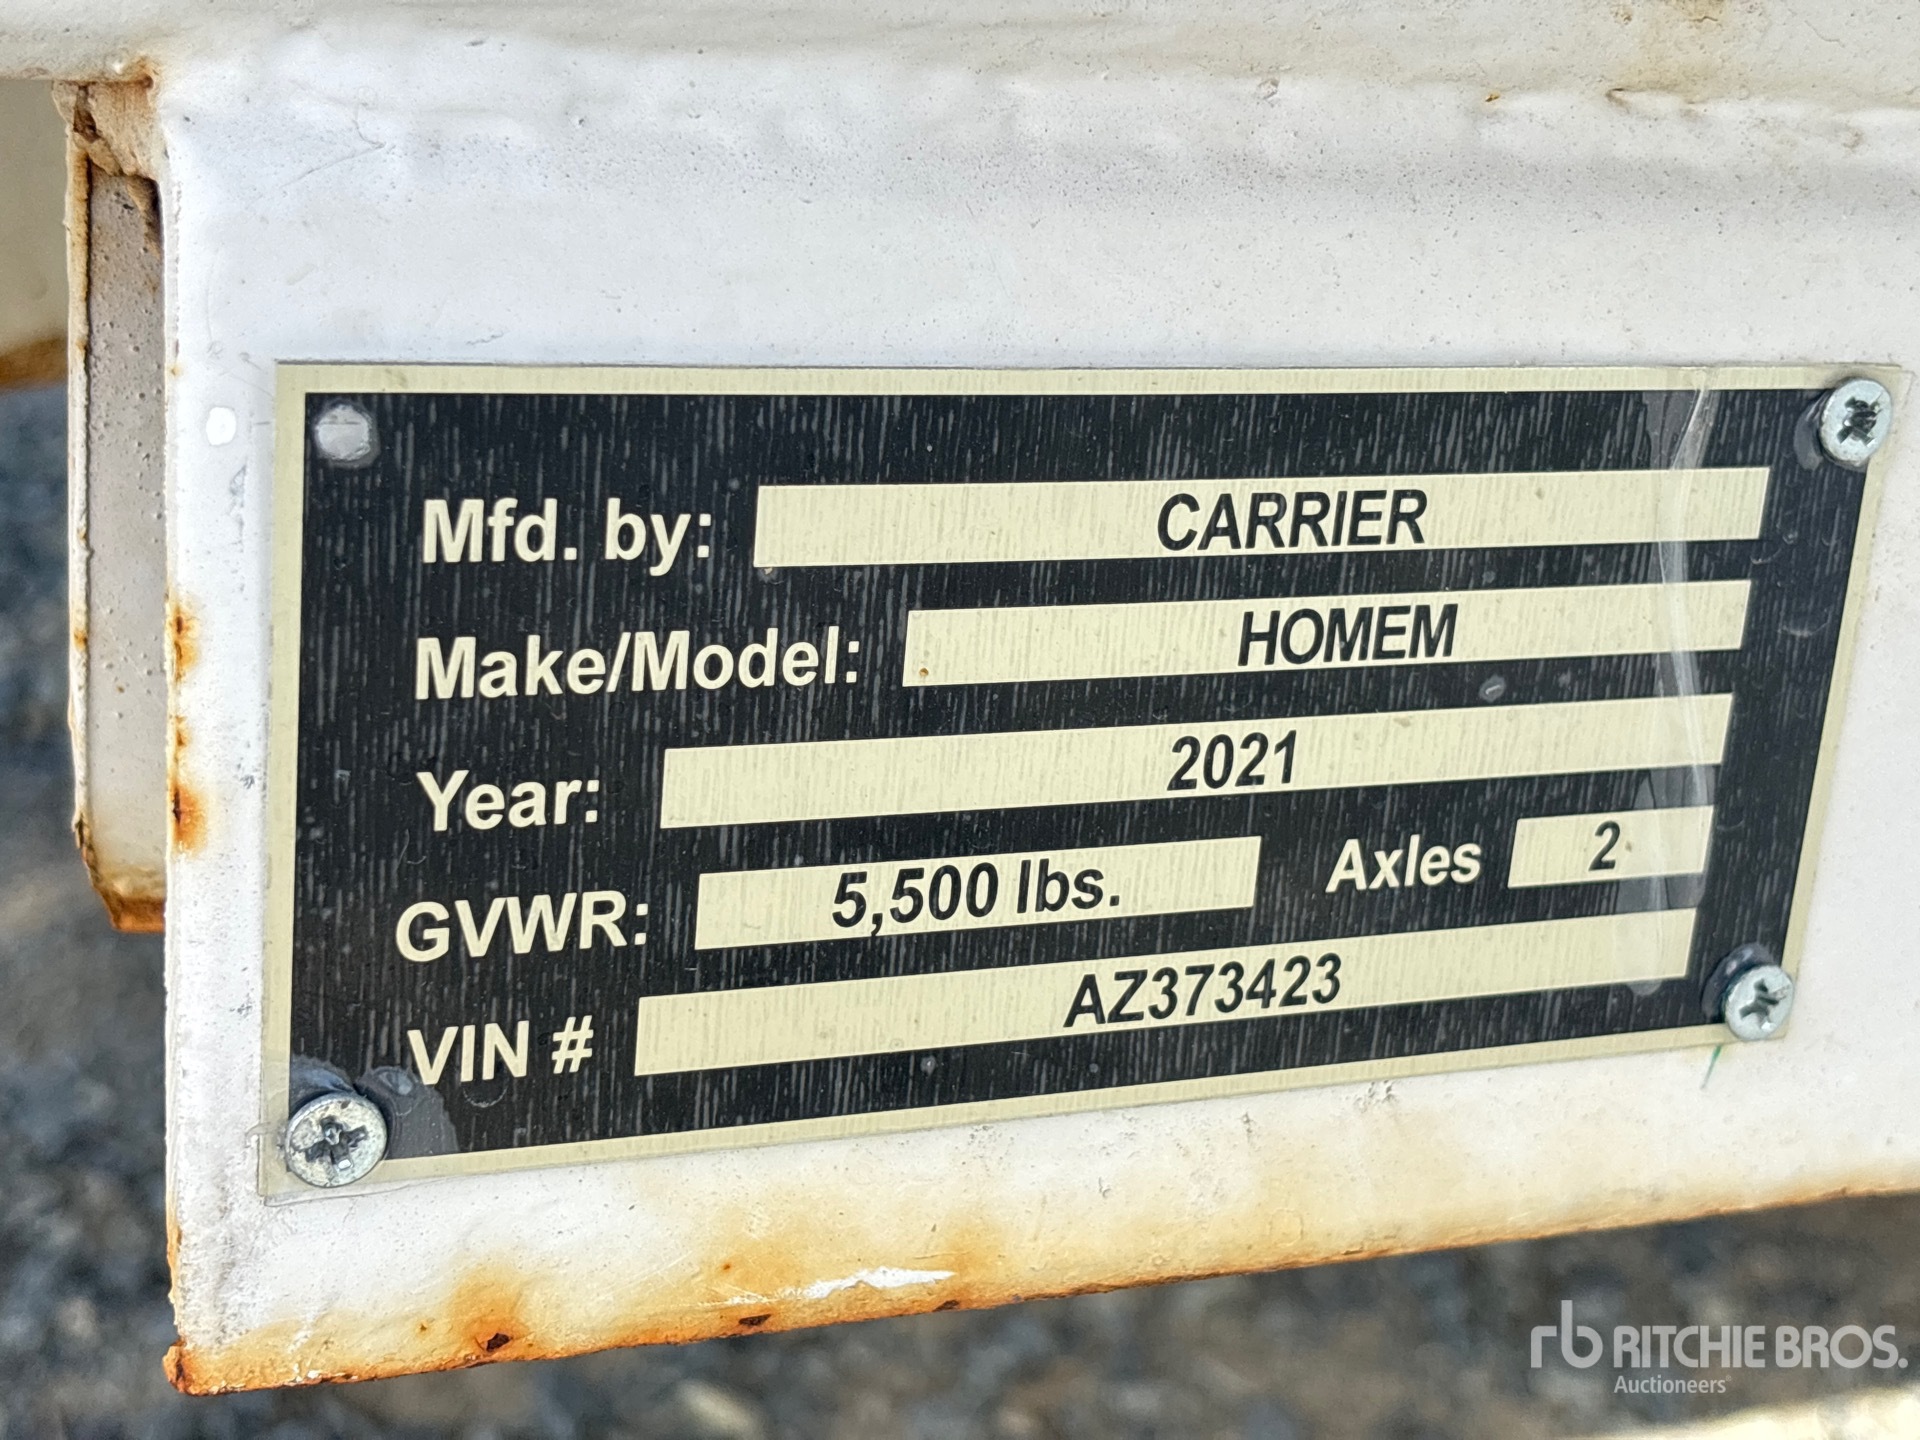 Mfd. by: CARRIER
Make/Model: HOMEM
Year: 2021
GVWR: 5,500 lbs. Axles 2
VIN # AZ373423
rb RITCHIE BROS.
Auctioneers